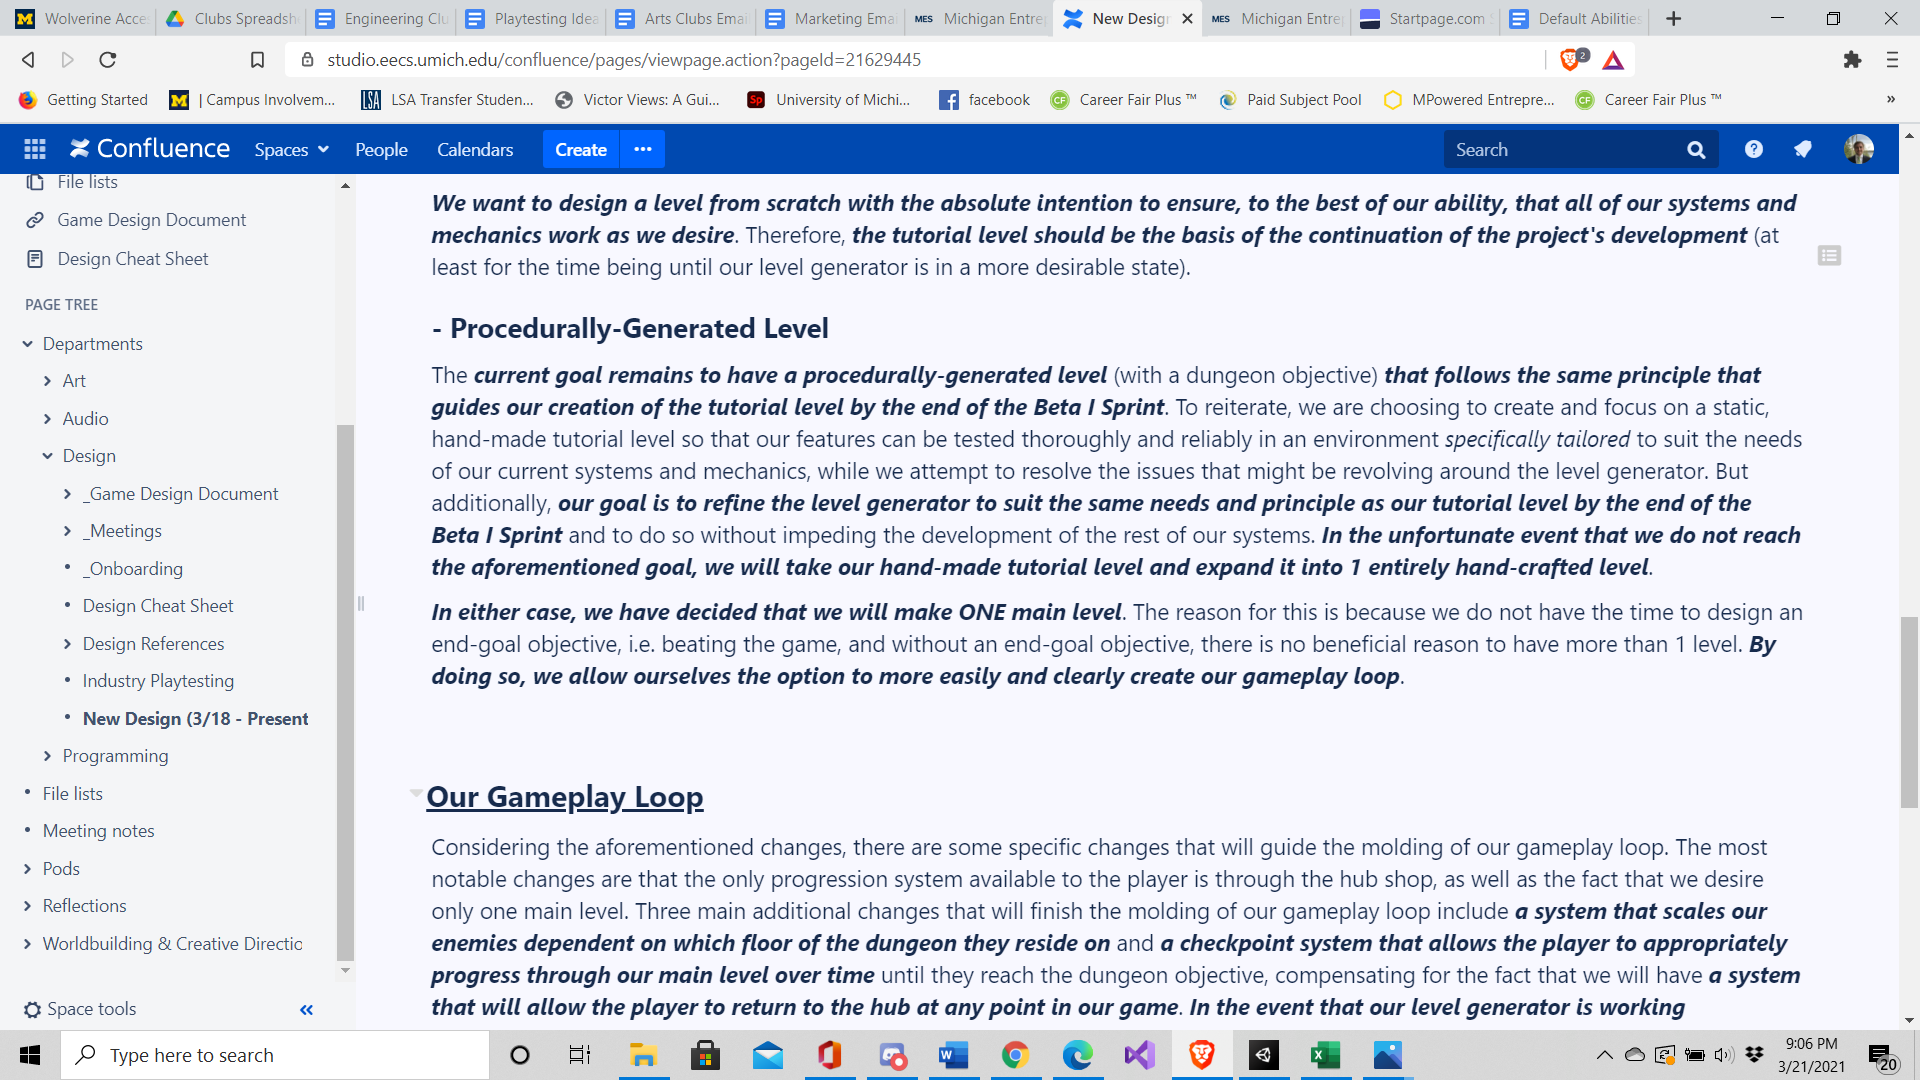 Wolverine Acce
Clubs Spreadsh
Engineering Clu
Playtesting Idea
Arts Clubs Emai
Marketing Emai
MES Michigan Entrep
New Design
MES Michigan Entrep
Startpage.com S
Default Abilities
studio.eecs.umich.edu/confluence/pages/viewpage.action?pageId=21629445
2
Getting Started
| Campus Involvem...
LSA Transfer Studen...
Victor Views: A Gui...
University of Michi...
facebook
Career Fair Plus ™
Paid Subject Pool
MPowered Entrepre...
Career Fair Plus ™
»
Confluence
Spaces
People
Calendars
Create
Search
File lists
Game Design Document
Design Cheat Sheet
PAGE TREE
Departments
Art
Audio
Design
_Game Design Document
_Meetings
_Onboarding
Design Cheat Sheet
Design References
Industry Playtesting
New Design (3/18 - Present
Programming
File lists
Meeting notes
Pods
Reflections
Worldbuilding & Creative Directio
Space tools
We want to design a level from scratch with the absolute intention to ensure, to the best of our ability, that all of our systems and
mechanics work as we desire. Therefore, the tutorial level should be the basis of the continuation of the project's development (at
least for the time being until our level generator is in a more desirable state).
- Procedurally-Generated Level
The current goal remains to have a procedurally-generated level (with a dungeon objective) that follows the same principle that
guides our creation of the tutorial level by the end of the Beta I Sprint. To reiterate, we are choosing to create and focus on a static,
hand-made tutorial level so that our features can be tested thoroughly and reliably in an environment specifically tailored to suit the needs
of our current systems and mechanics, while we attempt to resolve the issues that might be revolving around the level generator. But
additionally, our goal is to refine the level generator to suit the same needs and principle as our tutorial level by the end of the
Beta I Sprint and to do so without impeding the development of the rest of our systems. In the unfortunate event that we do not reach
the aforementioned goal, we will take our hand-made tutorial level and expand it into 1 entirely hand-crafted level.
In either case, we have decided that we will make ONE main level. The reason for this is because we do not have the time to design an
end-goal objective, i.e. beating the game, and without an end-goal objective, there is no beneficial reason to have more than 1 level. By
doing so, we allow ourselves the option to more easily and clearly create our gameplay loop.
Our Gameplay Loop
Considering the aforementioned changes, there are some specific changes that will guide the molding of our gameplay loop. The most
notable changes are that the only progression system available to the player is through the hub shop, as well as the fact that we desire
only one main level. Three main additional changes that will finish the molding of our gameplay loop include a system that scales our
enemies dependent on which floor of the dungeon they reside on and a checkpoint system that allows the player to appropriately
progress through our main level over time until they reach the dungeon objective, compensating for the fact that we will have a system
that will allow the player to return to the hub at any point in our game. In the event that our level generator is working
Type here to search
9:06 PM
3/21/2021
20